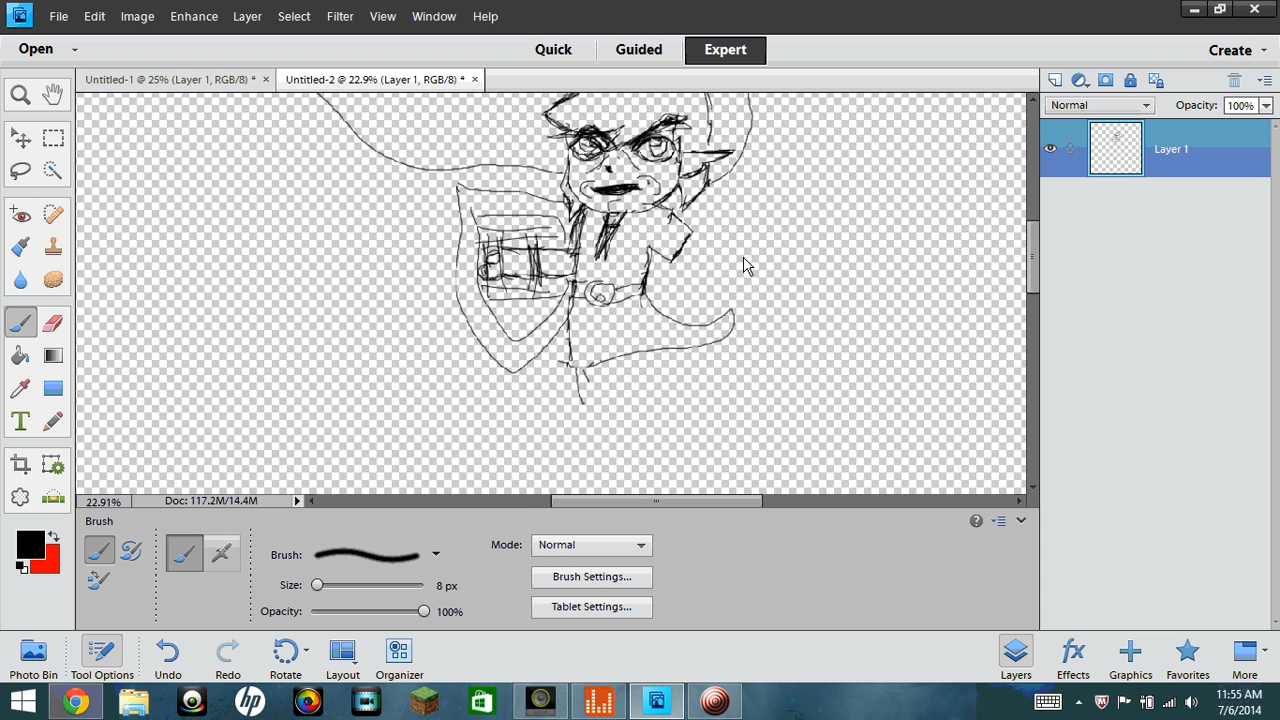 File Edit Image Enhance Layer Select Filter View Window Help
Open Quick Guided Expert Create
Untitled-1 @ 25% (Layer 1, RGB/8) * × Untitled-2 @ 22.9% (Layer 1, RGB/8) * ×
Normal Opacity: 100%
Layer 1
22.91% Doc: 117.2M/14.4M
Brush
Brush: Mode: Normal
Size: 8 px Brush Settings...
Opacity: 100% Tablet Settings...
Photo Bin Tool Options Undo Redo Rotate Layout Organizer Layers Effects Graphics Favorites More
11:55 AM
7/6/2014